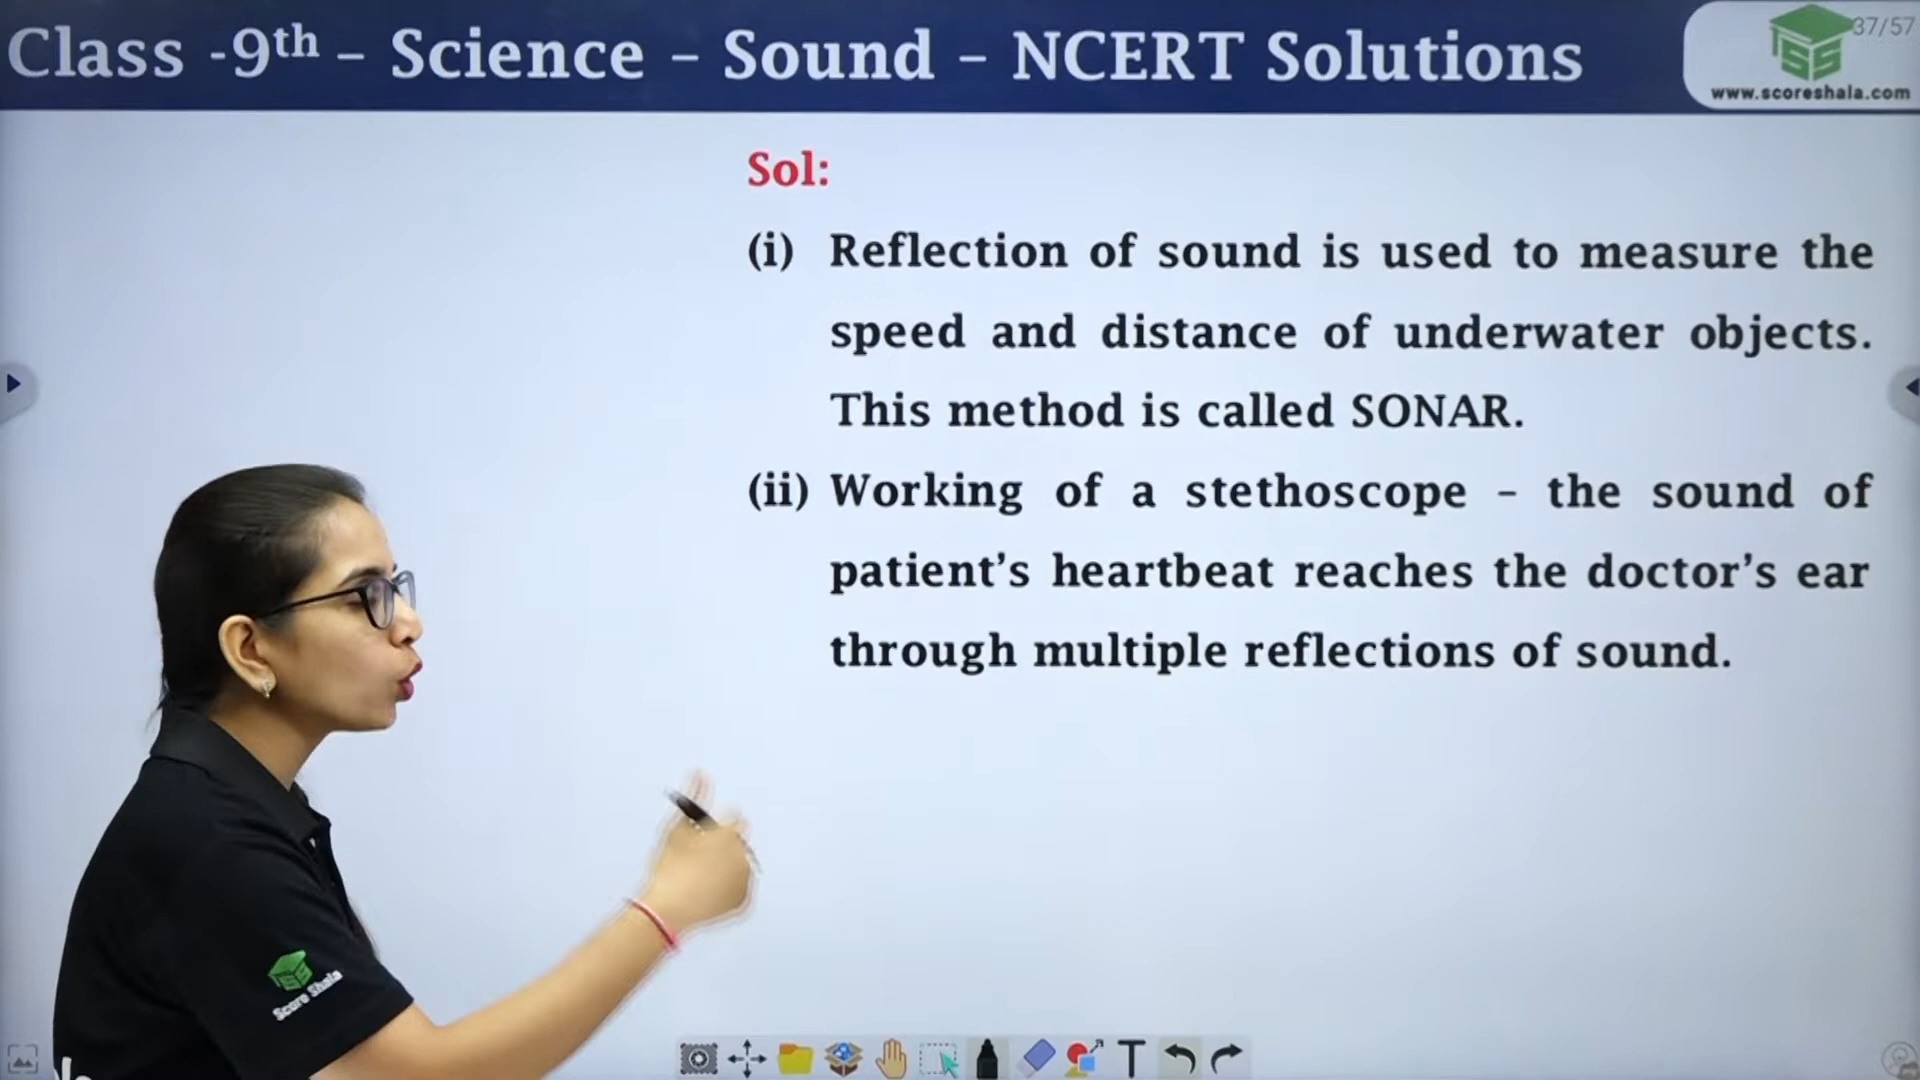 Class -9th – Science – Sound – NCERT Solutions
37/57
www.scoreshala.com
Sol:
(i) Reflection of sound is used to measure the
speed and distance of underwater objects.
This method is called SONAR.
(ii) Working of a stethoscope – the sound of
patient's heartbeat reaches the doctor's ear
through multiple reflections of sound.
Score Shala